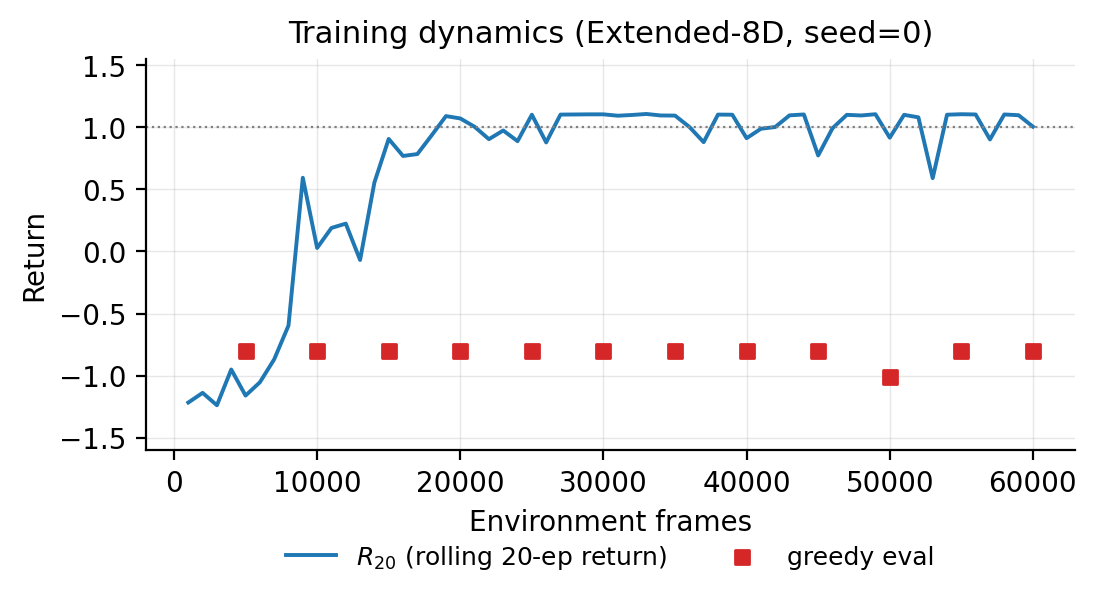 Training dynamics (Extended-8D, seed=0)
1.5
1.0
0.5
0.0
−0.5
−1.0
−1.5
Return
0 10000 20000 30000 40000 50000 60000
Environment frames
R₂₀ (rolling 20-ep return) greedy eval